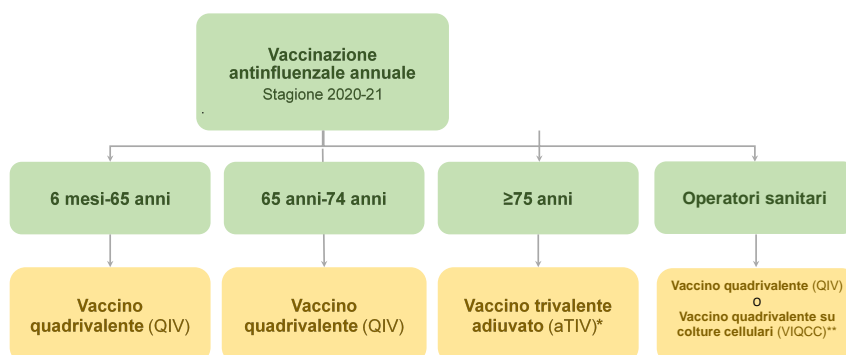 Vaccinazione
antinfluenzale annuale
Stagione 2020-21
.
6 mesi-65 anni
65 anni-74 anni
≥75 anni
Operatori sanitari
Vaccino
quadrivalente (QIV)
Vaccino
quadrivalente (QIV)
Vaccino trivalente
adiuvato (aTIV)*
Vaccino quadrivalente (QIV)
O
Vaccino quadrivalente su
colture cellulari (VIQCC)**